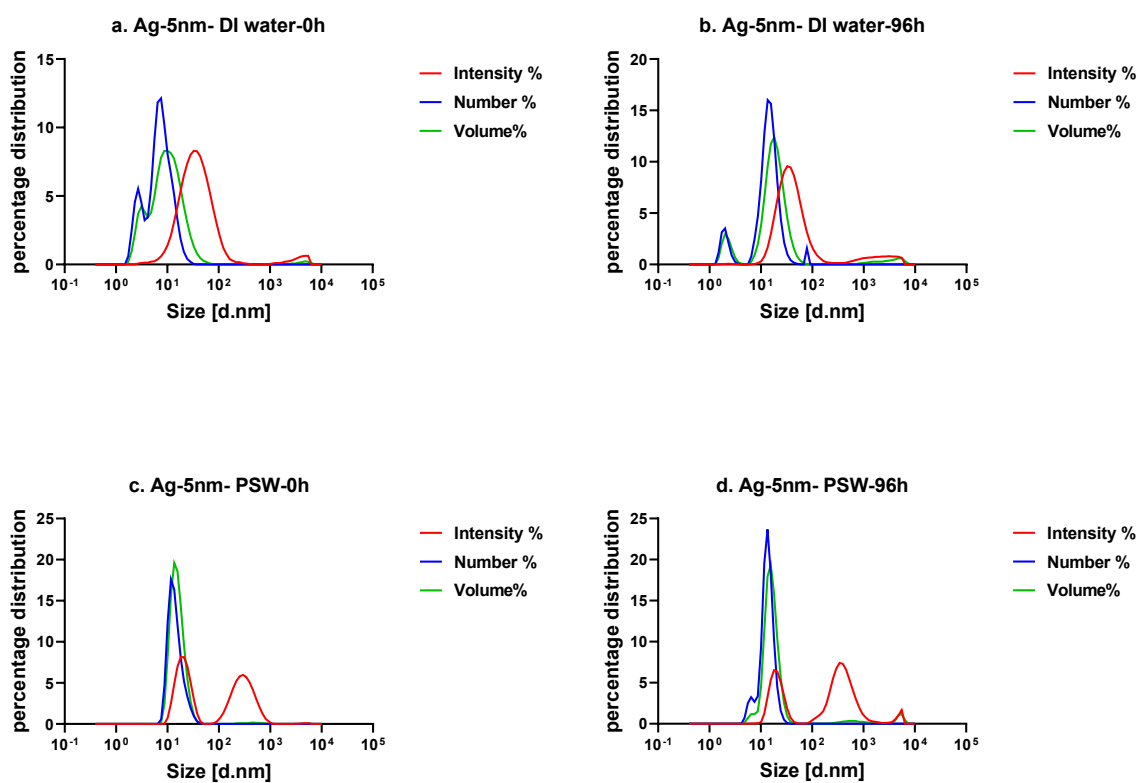 a. Ag-5nm- DI water-0h
percentage distribution
15
10
5
0
10-1 100 101 102 103 104 105
Size [d.nm]
Intensity %
Number %
Volume%
b. Ag-5nm- DI water-96h
percentage distribution
20
15
10
5
0
10-1 100 101 102 103 104 105
Size [d.nm]
Intensity %
Number %
Volume%
c. Ag-5nm- PSW-0h
percentage distribution
25
20
15
10
5
0
10-1 100 101 102 103 104 105
Size [d.nm]
Intensity %
Number %
Volume%
d. Ag-5nm- PSW-96h
percentage distribution
25
20
15
10
5
0
10-1 100 101 102 103 104 105
Size [d.nm]
Intensity %
Number %
Volume%